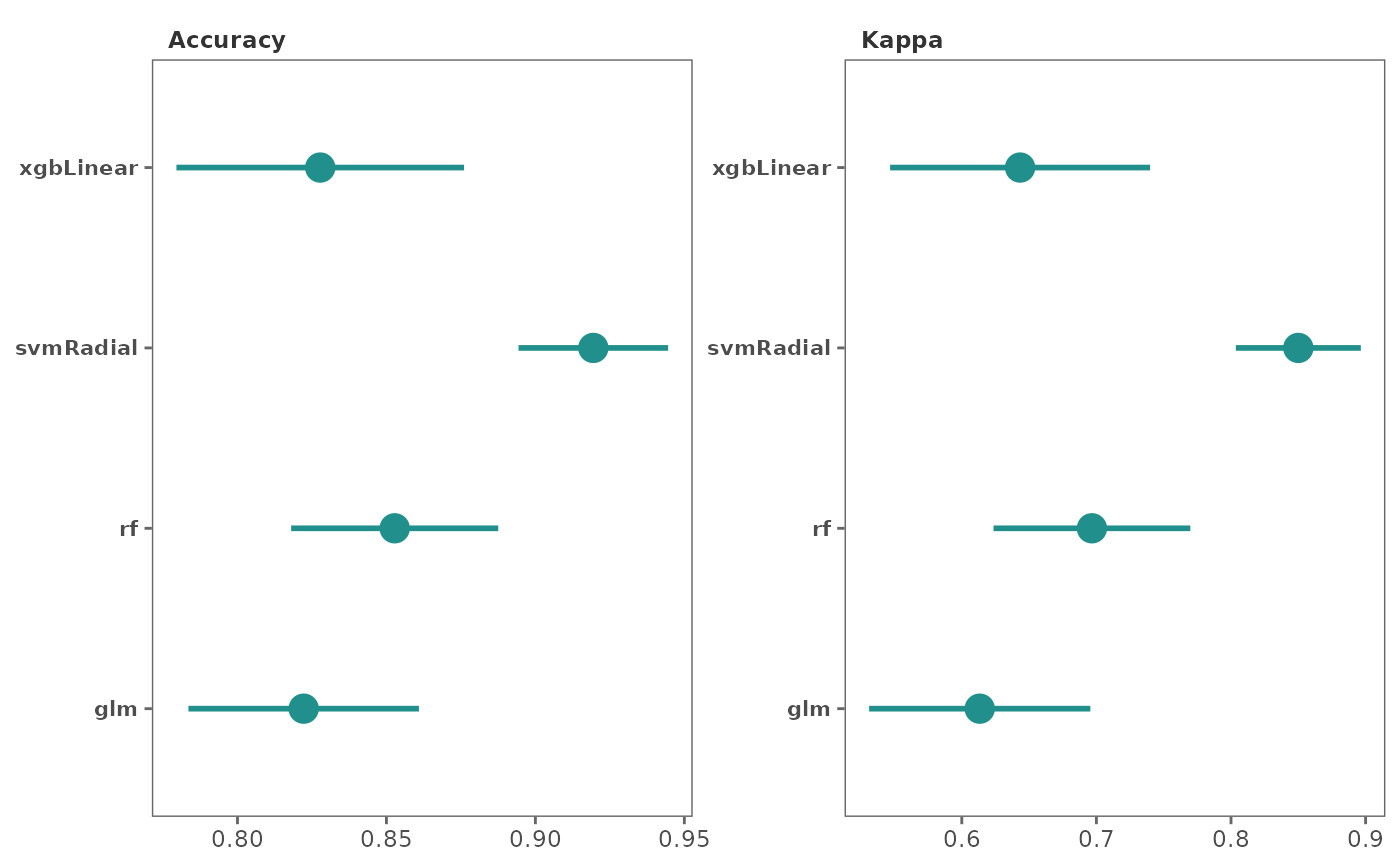 Accuracy
xgbLinear
svmRadial
rf
glm
0.80 0.85 0.90 0.95
Kappa
xgbLinear
svmRadial
rf
glm
0.6 0.7 0.8 0.9